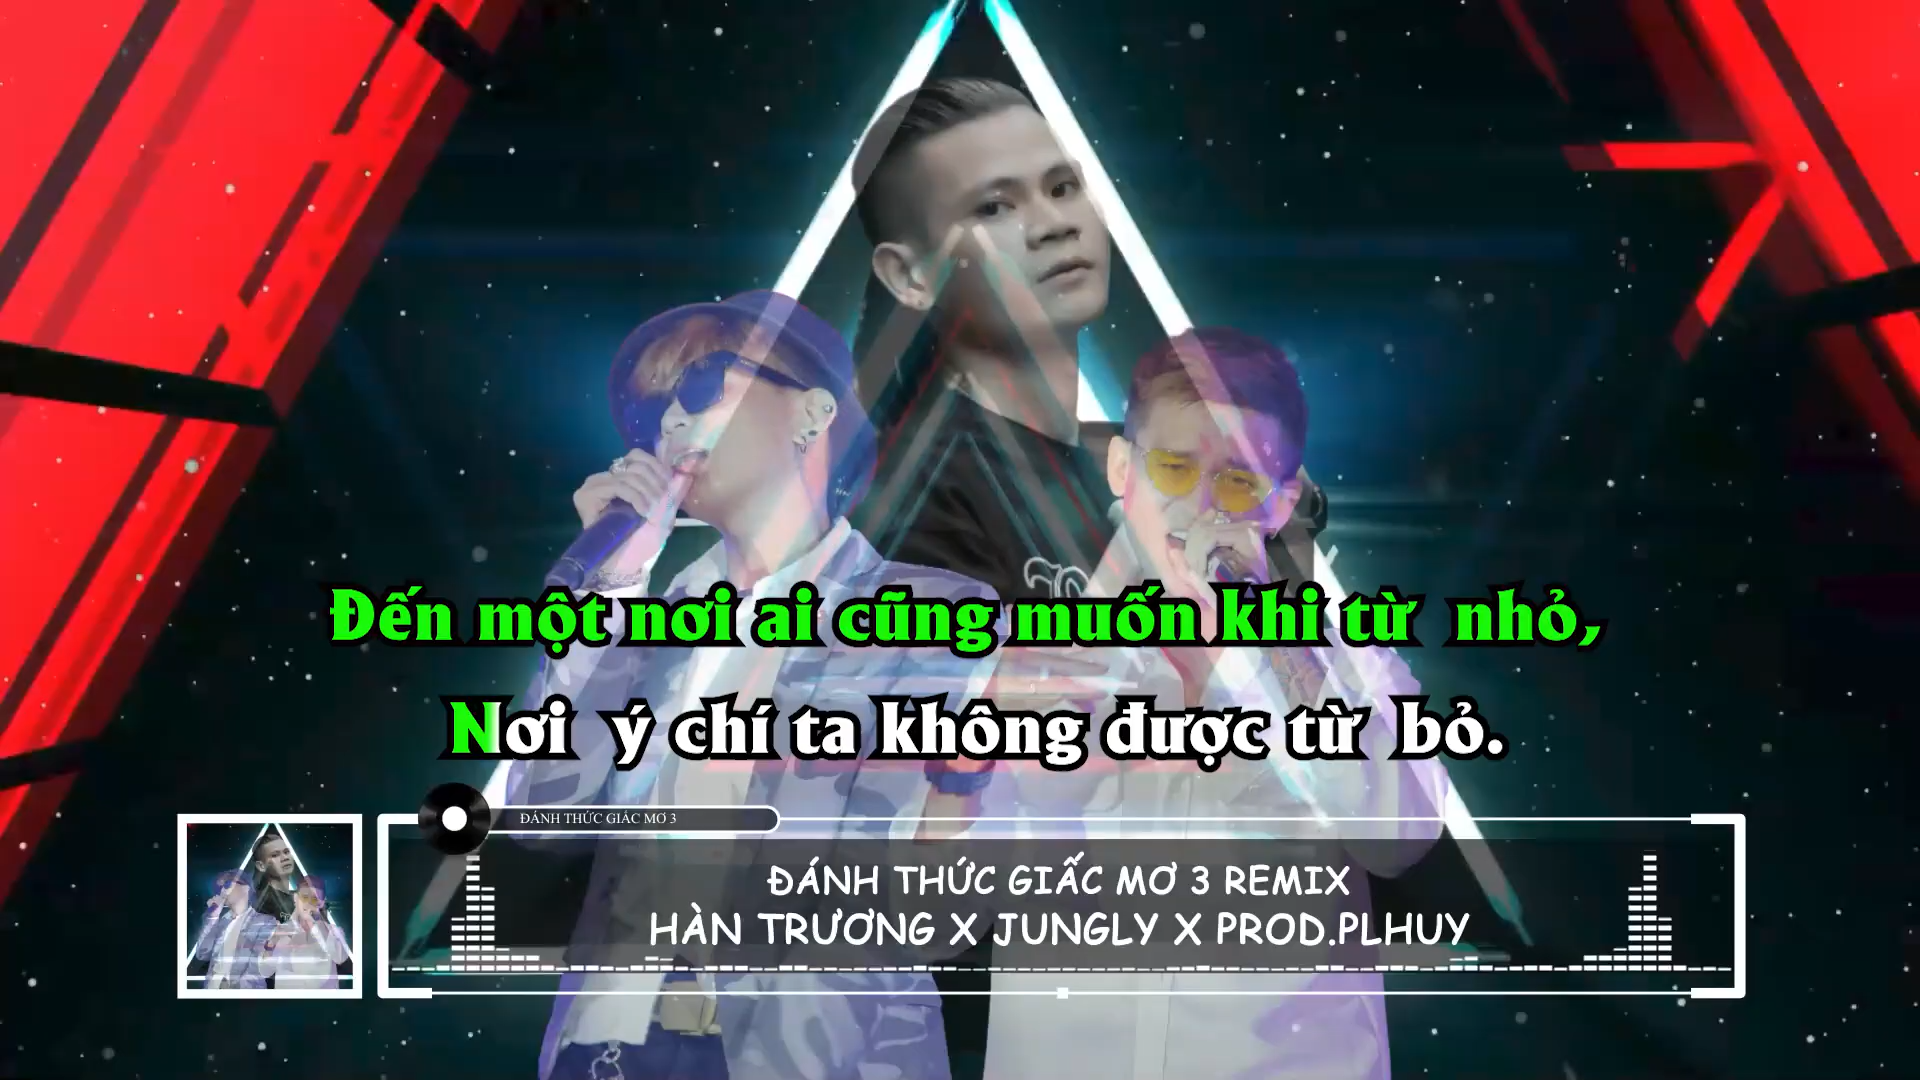 Đến một nơi ai cũng muốn khi từ nhỏ,
Nơi ý chí ta không được từ bỏ.
ĐÁNH THỨC GIẤC MƠ 3
ĐÁNH THỨC GIẤC MƠ 3 REMIX
HÀN TRƯƠNG X JUNGLY X PROD.PLHUY